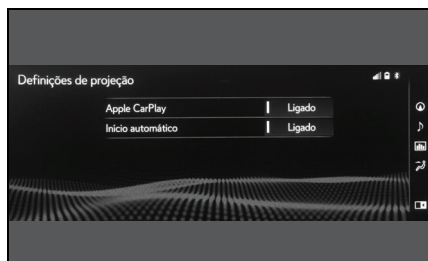 Definições de projeção
Apple CarPlay
Ligado
Início automático
Ligado